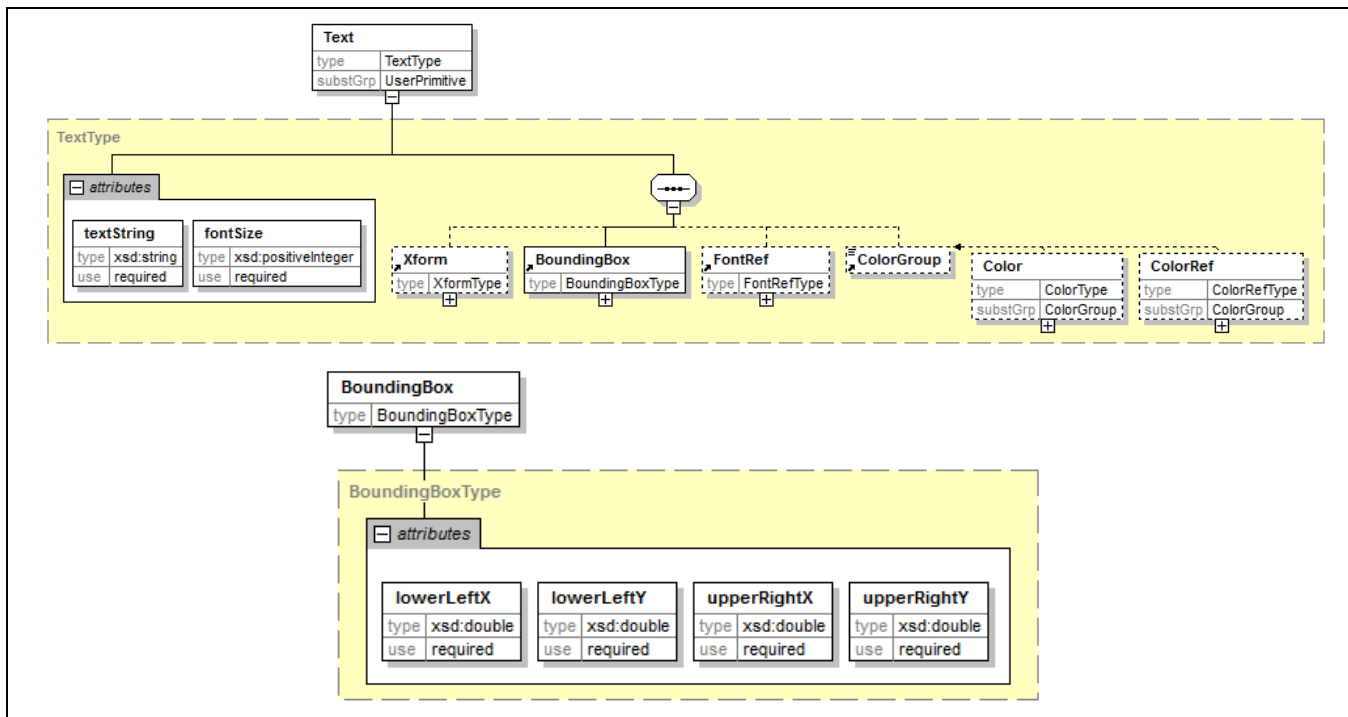 Text
type TextType
substGrp UserPrimitive
TextType
attributes
textString fontSize
type xsd:string type xsd:positiveInteger
use required use required
Xform BoundingBox FontRef ColorGroup Color ColorRef
type XformType type BoundingBoxType type FontRefType type ColorType type ColorRefType
substGrp ColorGroup substGrp ColorGroup
BoundingBox
type BoundingBoxType
BoundingBoxType
attributes
lowerLeftX lowerLeftY upperRightX upperRightY
type xsd:double type xsd:double type xsd:double type xsd:double
use required use required use required use required